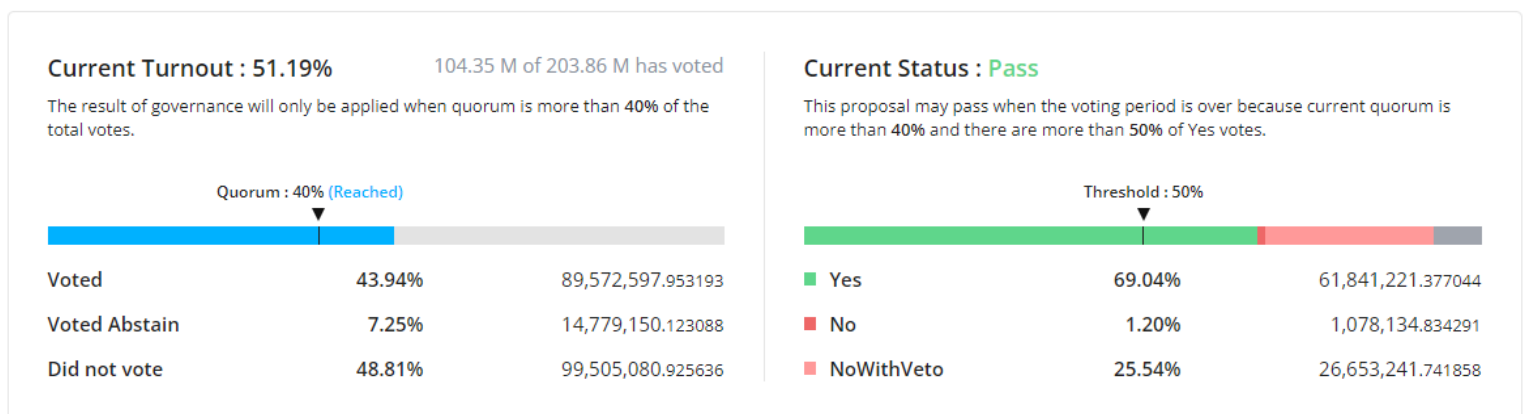 Current Turnout : 51.19%
104.35 M of 203.86 M has voted
The result of governance will only be applied when quorum is more than 40% of the
total votes.
Quorum : 40% (Reached)
Voted 43.94% 89,572,597.953193
Voted Abstain 7.25% 14,779,150.123088
Did not vote 48.81% 99,505,080.925636
Current Status : Pass
This proposal may pass when the voting period is over because current quorum is
more than 40% and there are more than 50% of Yes votes.
Threshold : 50%
Yes 69.04% 61,841,221.377044
No 1.20% 1,078,134.834291
NoWithVeto 25.54% 26,653,241.741858